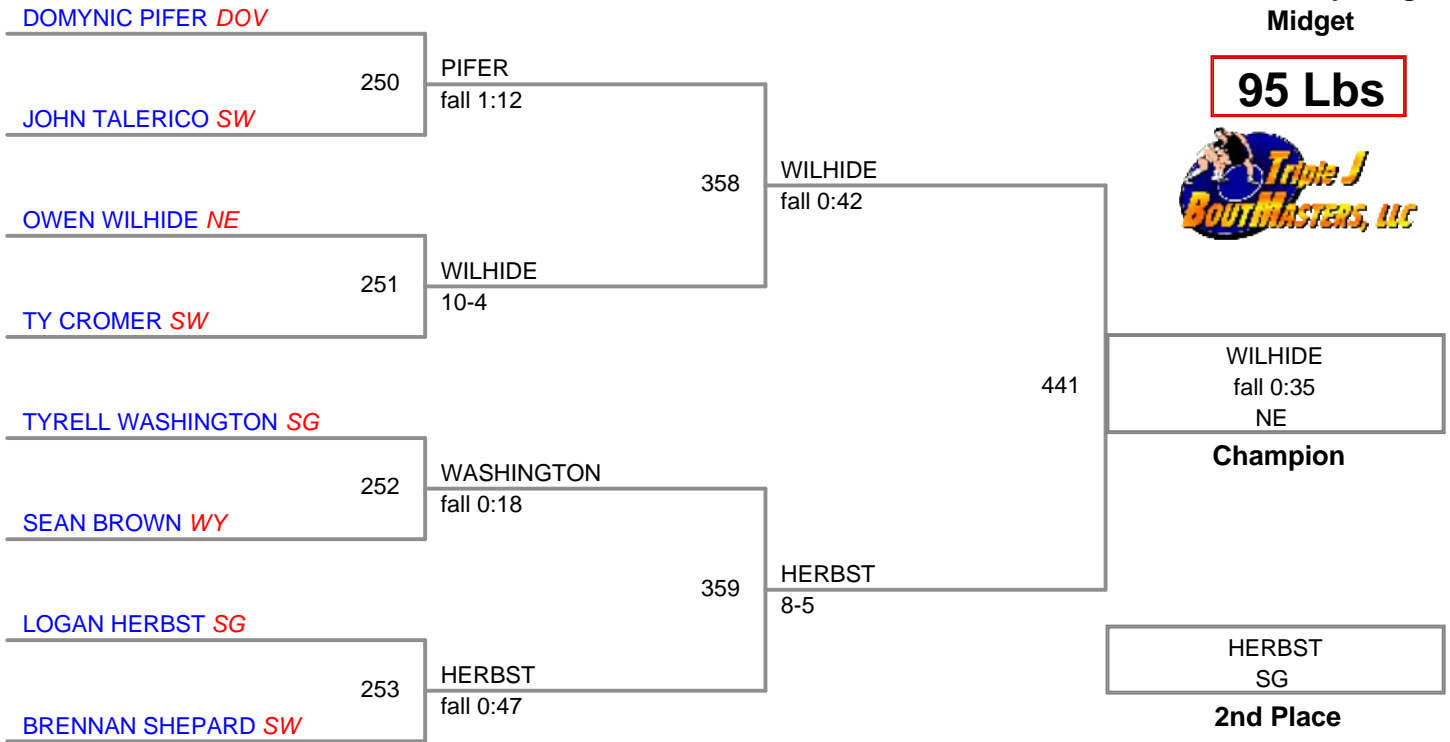 DOMYNIC PIFER DOV
250
PIFER
fall 1:12
JOHN TALERICO SW
358
WILHIDE
fall 0:42
OWEN WILHIDE NE
251
WILHIDE
10-4
TY CROMER SW
441
TYRELL WASHINGTON SG
252
WASHINGTON
fall 0:18
SEAN BROWN WY
359
HERBST
8-5
LOGAN HERBST SG
253
HERBST
fall 0:47
BRENNAN SHEPARD SW
Midget
95 Lbs
Triple J
BOUTMASTERS, LLC
WILHIDE
fall 0:35
NE
Champion
HERBST
SG
2nd Place